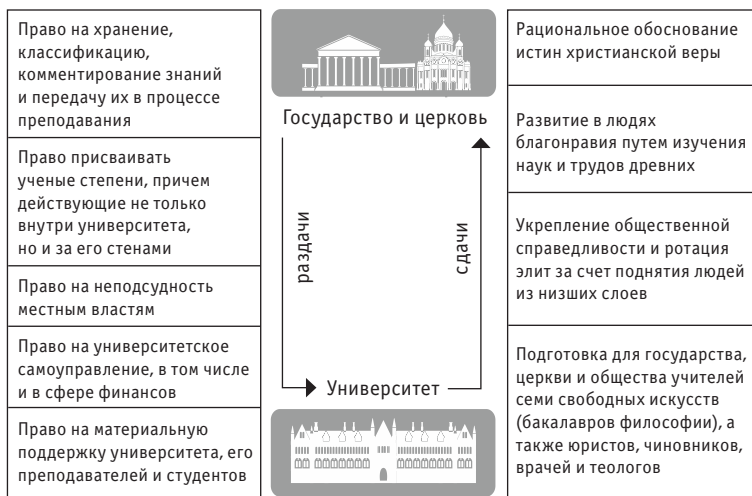 Право на хранение,
классификацию,
комментирование знаний
и передачу их в процессе
преподавания
Право присваивать
ученые степени, причем
действующие не только
внутри университета,
но и за его стенами
Право на неподсудность
местным властям
Право на университетское
самоуправление, в том числе
и в сфере финансов
Право на материальную
поддержку университета, его
преподавателей и студентов
Государство и церковь
раздачи
сдачи
Университет
Рациональное обоснование
истин христианской веры
Развитие в людях
благонравия путем изучения
наук и трудов древних
Укрепление общественной
справедливости и ротация
элит за счет поднятия людей
из низших слоев
Подготовка для государства,
церкви и общества учителей
семи свободных искусств
(бакалавров философии), а
также юристов, чиновников,
врачей и теологов